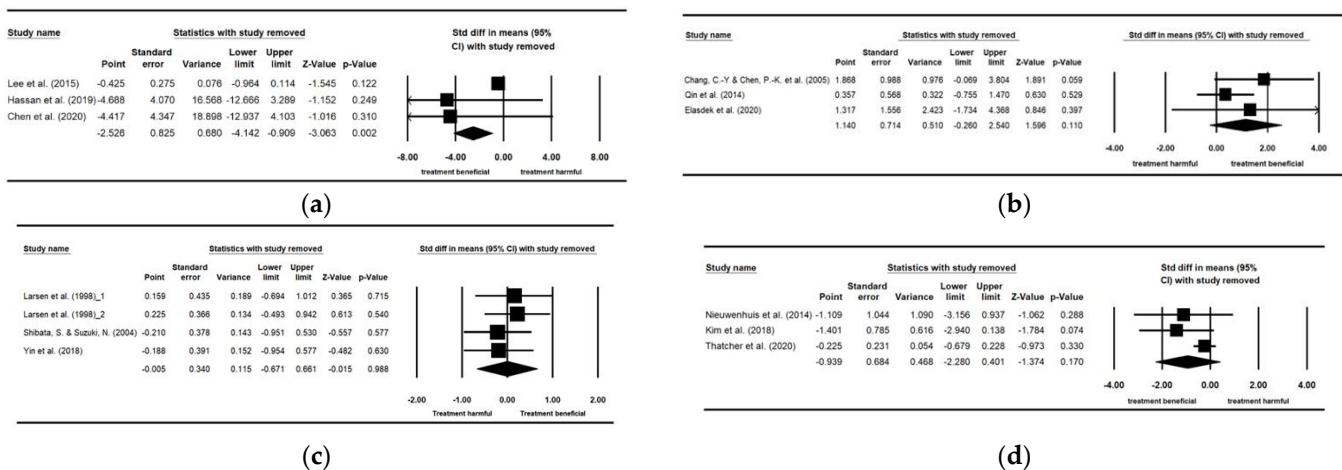 Study name Statistics with study removed Std diff in means (95%
CI) with study removed
Standard Lower Upper
Point error Variance limit limit Z-Value p-Value
Lee et al. (2015) -0.425 0.275 0.076 -0.964 0.114 -1.545 0.122
Hassan et al. (2019) -4.688 4.070 16.568 -12.666 3.289 -1.152 0.249
Chen et al. (2020) -4.417 4.347 18.898 -12.937 4.103 -1.016 0.310
-2.526 0.825 0.680 -4.142 -0.909 -3.063 0.002
-8.00 -4.00 0.00 4.00 8.00
treatment beneficial treatment harmful
(a)
Study name Statistics with study removed Std diff in means (95% CI) with study removed
Standard Lower Upper
Point error Variance limit limit Z-Value p-Value
Chang, C.-Y & Chen, P.-K. et al. (2005) 1.868 0.988 0.976 -0.069 3.804 1.891 0.059
Qin et al. (2014) 0.357 0.568 0.322 -0.755 1.470 0.630 0.529
Elasdek et al. (2020) 1.317 1.556 2.423 -1.734 4.368 0.846 0.397
1.140 0.714 0.510 -0.260 2.540 1.596 0.110
-4.00 -2.00 0.00 2.00 4.00
treatment beneficial treatment harmful
(b)
Study name Statistics with study removed Std diff in means (95% CI) with study removed
Standard Lower Upper
Point error Variance limit limit Z-Value p-Value
Larsen et al. (1998)_1 0.159 0.435 0.189 -0.694 1.012 0.365 0.715
Larsen et al. (1998)_2 0.225 0.366 0.134 -0.493 0.942 0.613 0.540
Shibata, S. & Suzuki, N. (2004) -0.210 0.378 0.143 -0.951 0.530 -0.557 0.577
Yin et al. (2018) -0.188 0.391 0.152 -0.954 0.577 -0.482 0.630
-0.005 0.340 0.115 -0.671 0.661 -0.015 0.988
-2.00 -1.00 0.00 1.00 2.00
Treatment harmful Treatment beneficial
(c)
Study name Statistics with study removed Std diff in means (95%
CI) with study removed
Standard Lower Upper
Point error Variance limit limit Z-Value p-Value
Nieuwenhuis et al. (2014) -1.109 1.044 1.090 -3.156 0.937 -1.062 0.288
Kim et al. (2018) -1.401 0.785 0.616 -2.940 0.138 -1.784 0.074
Thatcher et al. (2020) -0.225 0.231 0.054 -0.679 0.228 -0.973 0.330
-0.939 0.684 0.468 -2.280 0.401 -1.374 0.170
-4.00 -2.00 0.00 2.00 4.00
treatment beneficial treatment harmful
(d)